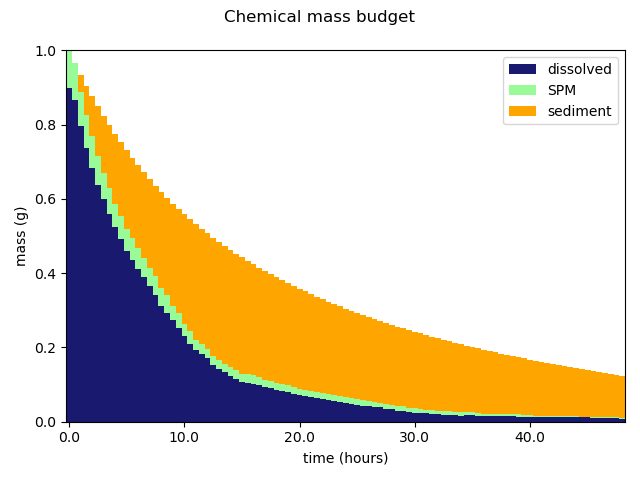 Chemical mass budget
1.0
0.8
0.6
0.4
0.2
0.0
mass (g)
dissolved
SPM
sediment
0.0 10.0 20.0 30.0 40.0
time (hours)